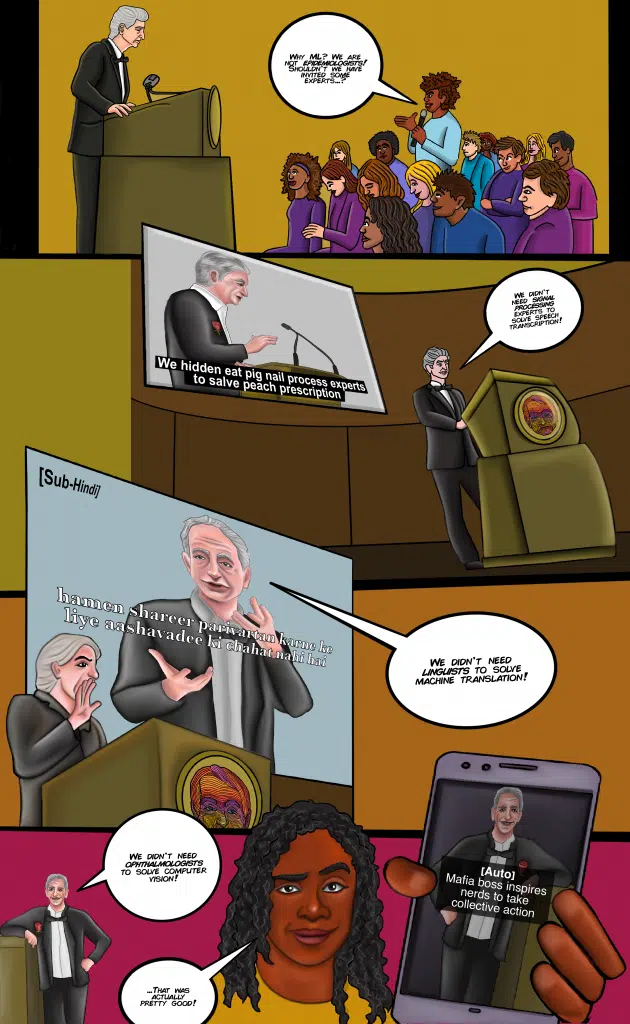 WHY ML? WE ARE
NOT EPIDEMIOLOGISTS!
SHOULDN'T WE HAVE
INVITED SOME
EXPERTS...?
WE DIDN'T
NEED SIGNAL
PROCESSING
EXPERTS TO
SOLVE SPEECH
TRANSCRIPTION!
We hidden eat pig nail process experts
to salve peach prescription
[Sub-Hindi]
hamen shareer parivartan karne ke
liye aashavadee ki chahat nahi hai
WE DIDN'T NEED
LINGUISTS TO SOLVE
MACHINE TRANSLATION!
WE DIDN'T NEED
OPHTHALMOLOGISTS
TO SOLVE COMPUTER
VISION!
[Auto]
Mafia boss inspires
nerds to take
collective action
...THAT WAS
ACTUALLY
PRETTY GOOD!